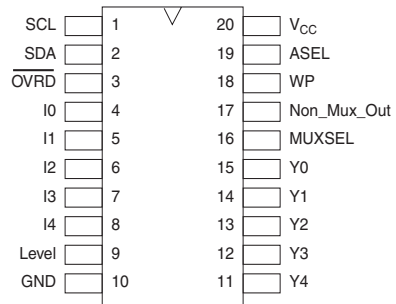 SCL 1 20 VCC
SDA 2 19 ASEL
OVRD 3 18 WP
I0 4 17 Non_Mux_Out
I1 5 16 MUXSEL
I2 6 15 Y0
I3 7 14 Y1
I4 8 13 Y2
Level 9 12 Y3
GND 10 11 Y4